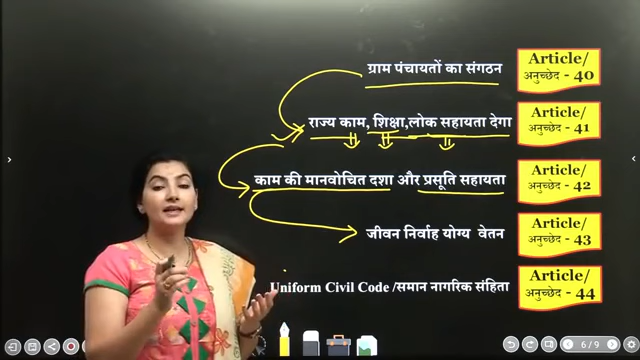 ग्राम पंचायतों का संगठन
Article/
अनुच्छेद - 40
राज्य काम, शिक्षा,लोक सहायता देगा
Article/
अनुच्छेद - 41
काम की मानवोचित दशा और प्रसूति सहायता
Article/
अनुच्छेद - 42
जीवन निर्वाह योग्य वेतन
Article/
अनुच्छेद - 43
Uniform Civil Code /समान नागरिक संहिता
Article/
अनुच्छेद - 44
6 / 9